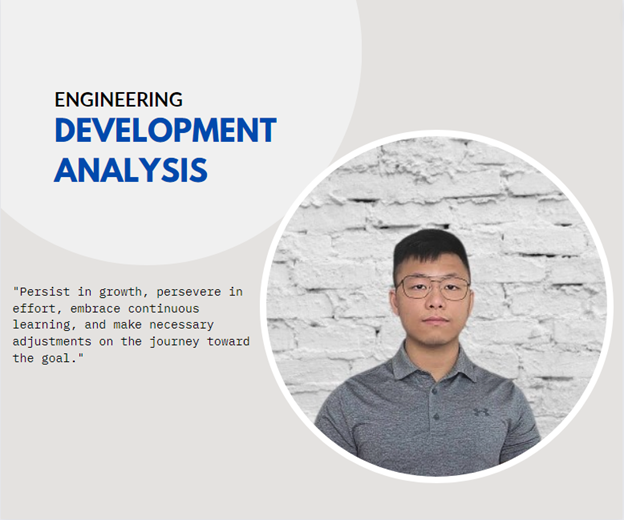 ENGINEERING
DEVELOPMENT
ANALYSIS
"Persist in growth, persevere in
effort, embrace continuous
learning, and make necessary
adjustments on the journey toward
the goal."